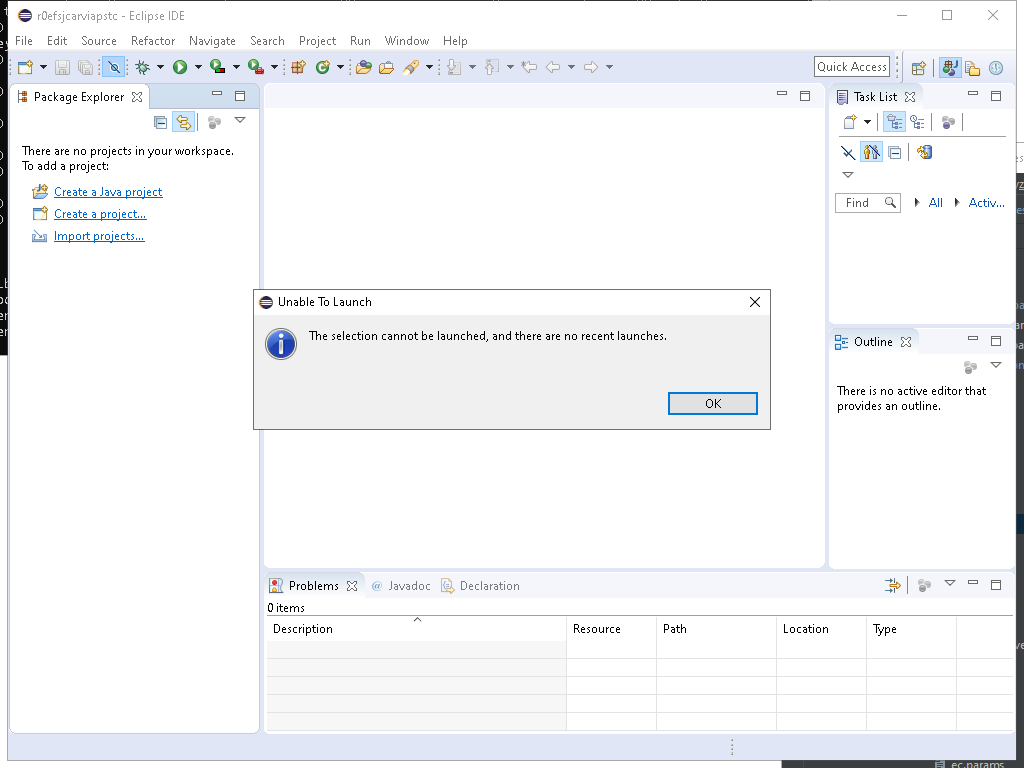 r0efsjcarviapstc - Eclipse IDE
File Edit Source Refactor Navigate Search Project Run Window Help
Quick Access
Package Explorer
There are no projects in your workspace.
To add a project:
Create a Java project
Create a project...
Import projects...
Task List
Find All Activ...
Unable To Launch
The selection cannot be launched, and there are no recent launches.
OK
Outline
There is no active editor that
provides an outline.
Problems @ Javadoc Declaration
0 items
Description Resource Path Location Type
ec.params